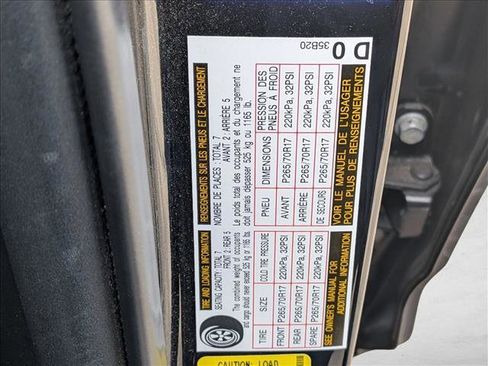 TIRE AND LOADING INFORMATION
SEATING CAPACITY: TOTAL 7
FRONT 2: REAR 5
The combined weight of occupants
and cargo should never exceed 525 kg or 1165 lbs.
TIRE SIZE COLD TIRE PRESSURE
FRONT P265/70R17 220kPa, 32PSI
REAR P265/70R17 220kPa, 32PSI
SPARE P265/70R17 220kPa, 32PSI
SEE OWNER'S MANUAL FOR
ADDITIONAL INFORMATION
RENSEIGNEMENTS SUR LES PNEUS ET LE CHARGEMENT
NOMBRE DE PLACES : TOTAL 7
AVANT 2 : ARRIÈRE 5
Le poids total des occupants et du chargement ne
doit jamais dépasser 525 kg ou 1165 lb.
PNEU DIMENSIONS PRESSION DES PNEUS A FROID
AVANT P265/70R17 220kPa, 32PSI
ARRIÈRE P265/70R17 220kPa, 32PSI
DE SECOURS P265/70R17 220kPa, 32PSI
VOIR LE MANUEL DE L'USAGER
POUR PLUS DE RENSEIGNEMENTS
35B20
D 0
CAUTION: LOAD